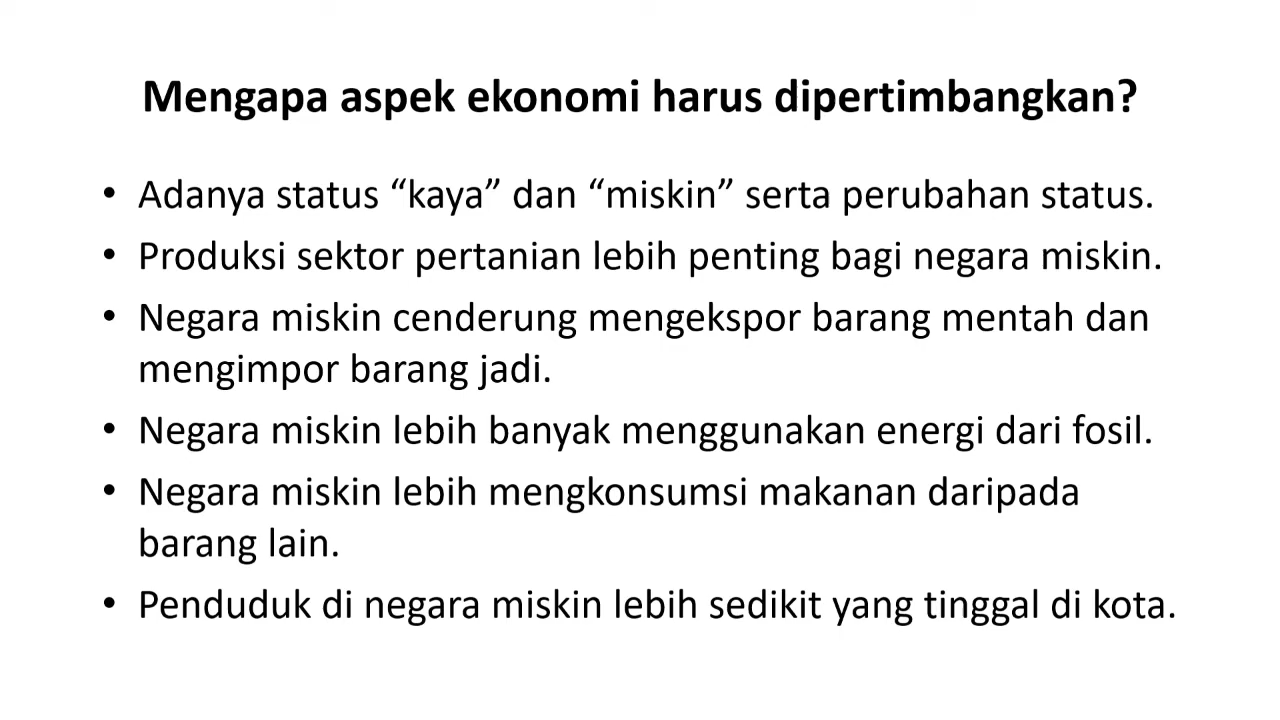 Mengapa aspek ekonomi harus dipertimbangkan?
• Adanya status “kaya” dan “miskin” serta perubahan status.
• Produksi sektor pertanian lebih penting bagi negara miskin.
• Negara miskin cenderung mengekspor barang mentah dan
mengimpor barang jadi.
• Negara miskin lebih banyak menggunakan energi dari fosil.
• Negara miskin lebih mengkonsumsi makanan daripada
barang lain.
• Penduduk di negara miskin lebih sedikit yang tinggal di kota.